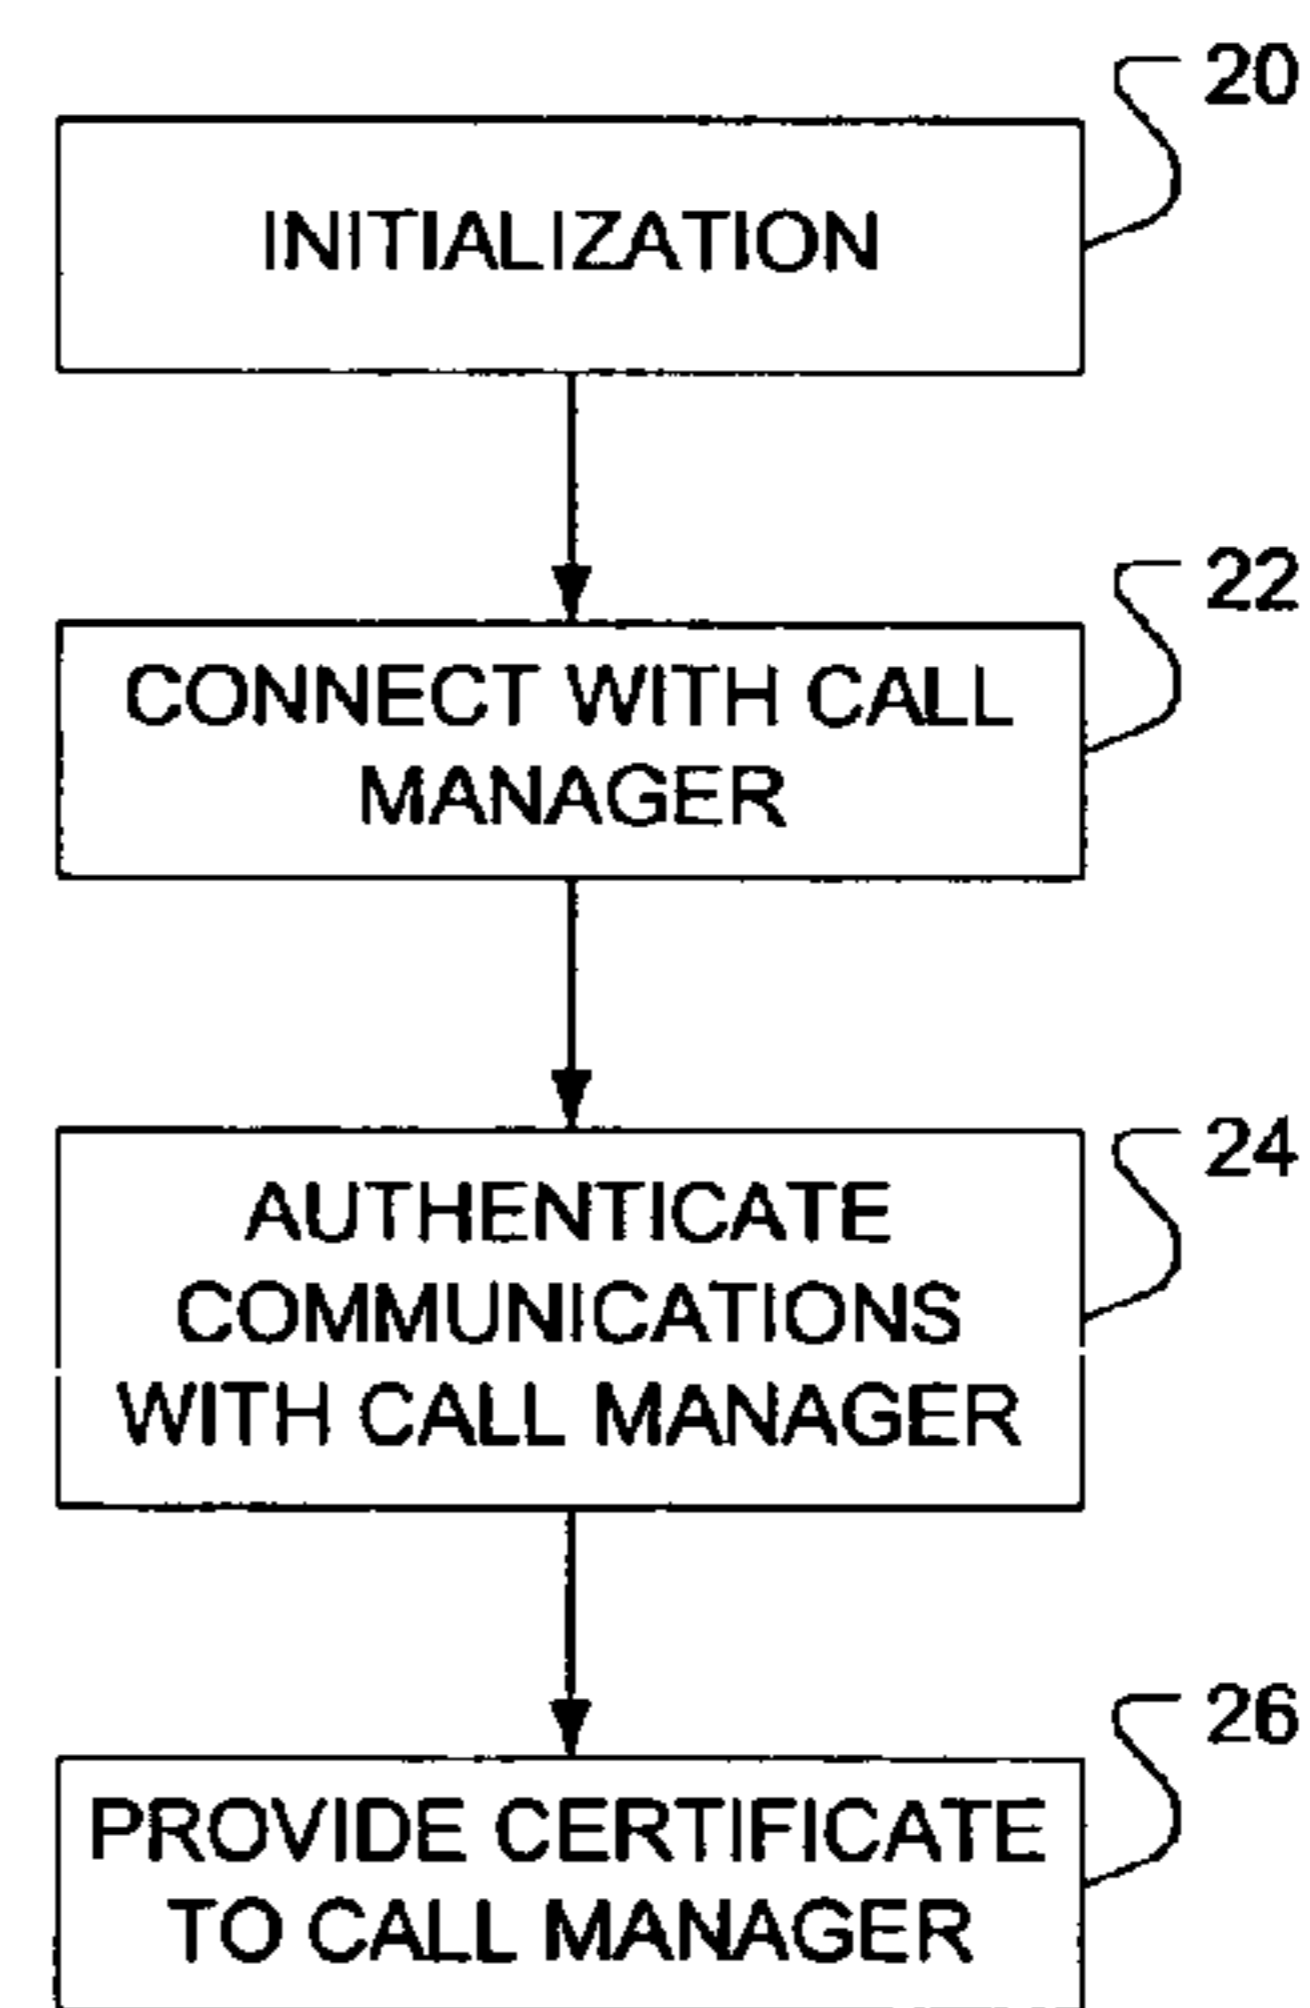 20
INITIALIZATION
22
CONNECT WITH CALL
MANAGER
24
AUTHENTICATE
COMMUNICATIONS
WITH CALL MANAGER
26
PROVIDE CERTIFICATE
TO CALL MANAGER